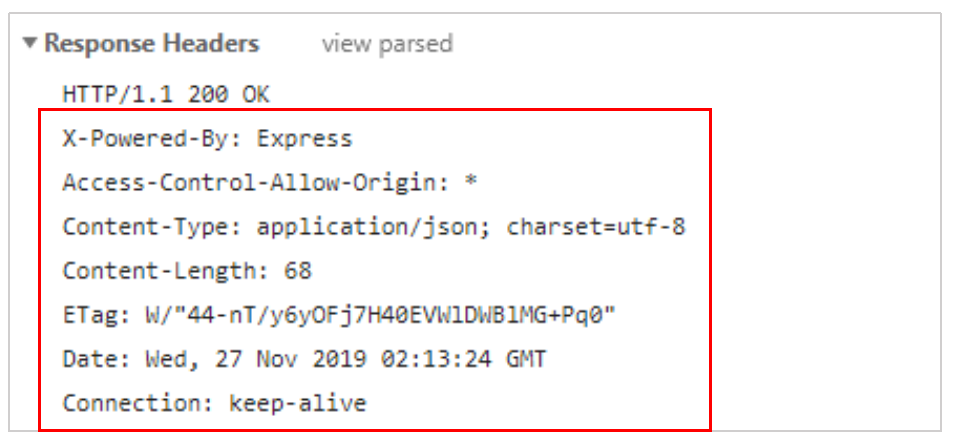 Response Headers view parsed
HTTP/1.1 200 OK
X-Powered-By: Express
Access-Control-Allow-Origin: *
Content-Type: application/json; charset=utf-8
Content-Length: 68
ETag: W/"44-nT/y6yOFj7H40EVWlDWBlMG+Pq0"
Date: Wed, 27 Nov 2019 02:13:24 GMT
Connection: keep-alive